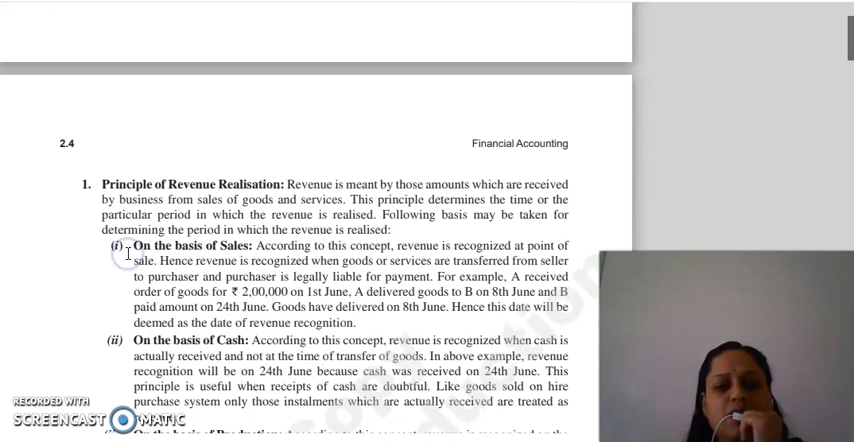 2.4
Financial Accounting
1. Principle of Revenue Realisation: Revenue is meant by those amounts which are received
by business from sales of goods and services. This principle determines the time or the
particular period in which the revenue is realised. Following basis may be taken for
determining the period in which the revenue is realised:
(i) On the basis of Sales: According to this concept, revenue is recognized at point of
sale. Hence revenue is recognized when goods or services are transferred from seller
to purchaser and purchaser is legally liable for payment. For example, A received
order of goods for ₹ 2,00,000 on 1st June, A delivered goods to B on 8th June and B
paid amount on 24th June. Goods have delivered on 8th June. Hence this date will be
deemed as the date of revenue recognition.
(ii) On the basis of Cash: According to this concept, revenue is recognized when cash is
actually received and not at the time of transfer of goods. In above example, revenue
recognition will be on 24th June because cash was received on 24th June. This
principle is useful when receipts of cash are doubtful. Like goods sold on hire
purchase system only those instalments which are actually received are treated as
RECORDED WITH
SCREENCAST MATIC